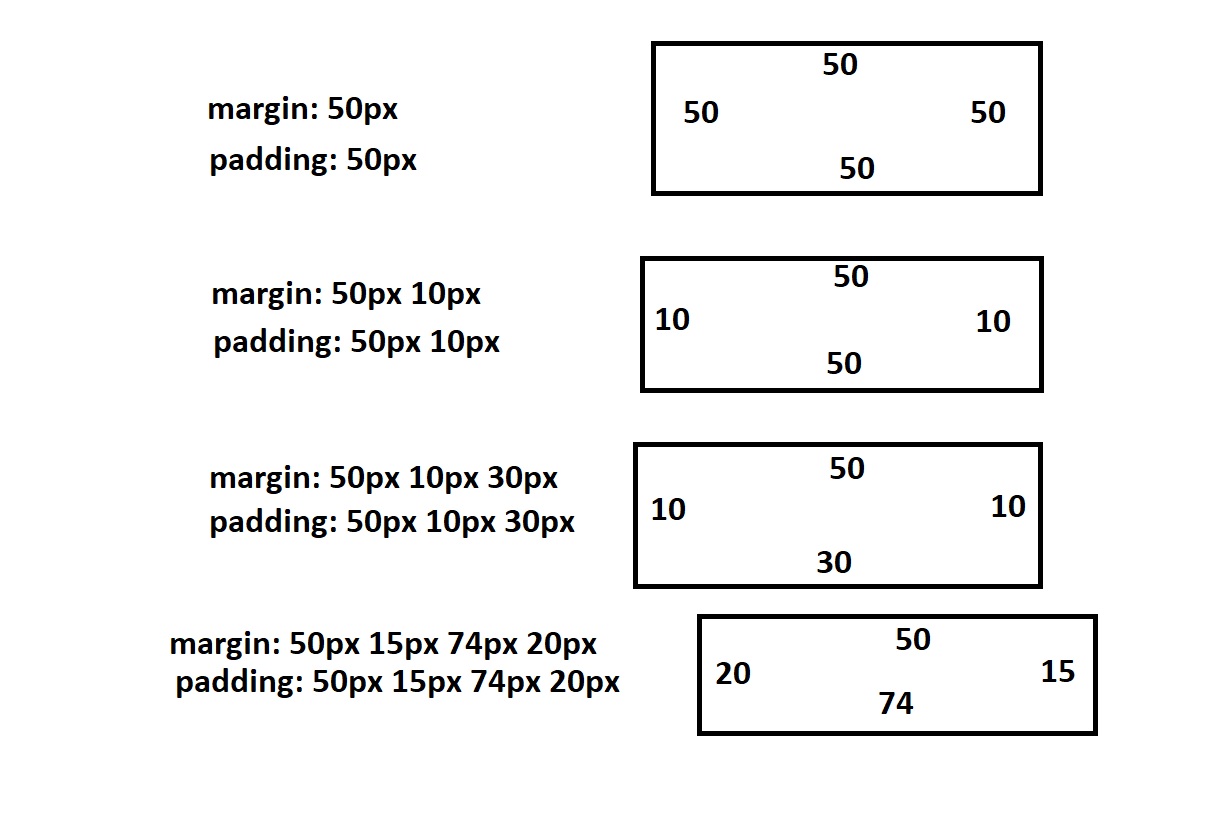 margin: 50px
padding: 50px
50
50 50
50
margin: 50px 10px
padding: 50px 10px
50
10 10
50
margin: 50px 10px 30px
padding: 50px 10px 30px
50
10 10
30
margin: 50px 15px 74px 20px
padding: 50px 15px 74px 20px
50
20 15
74